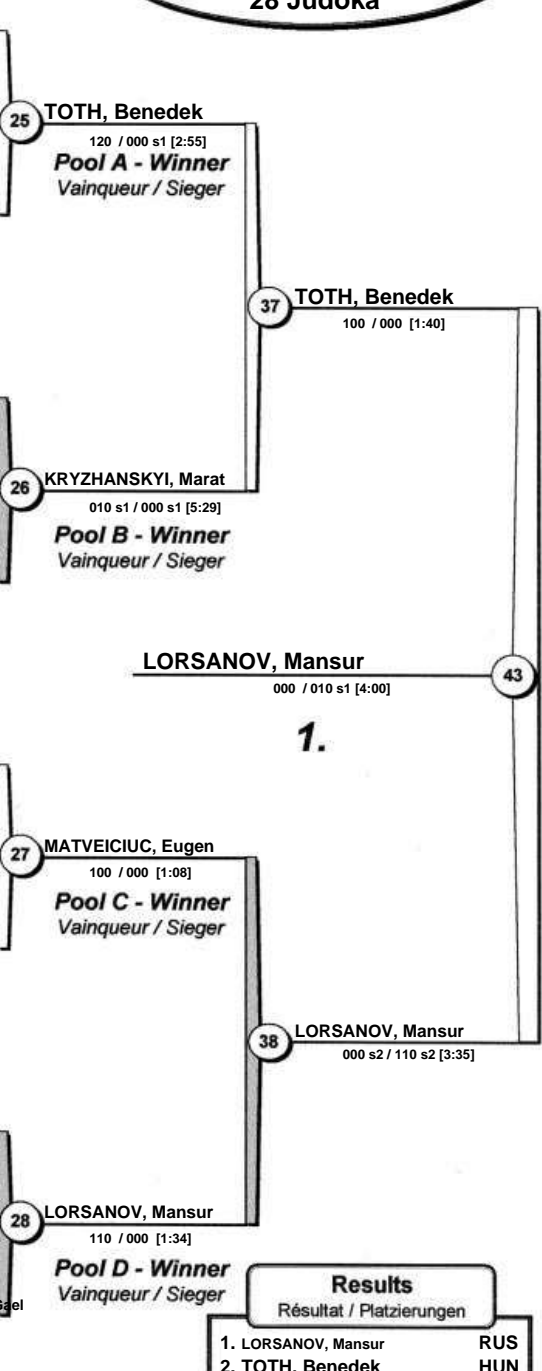 28 Judoka
25 TOTH, Benedek
120 / 000 s1 [2:55]
Pool A - Winner
Vainqueur / Sieger
37 TOTH, Benedek
100 / 000 [1:40]
26 KRYZHANSKYI, Marat
010 s1 / 000 s1 [5:29]
Pool B - Winner
Vainqueur / Sieger
LORSANOV, Mansur 43
000 / 010 s1 [4:00]
1.
27 MATVEICIUC, Eugen
100 / 000 [1:08]
Pool C - Winner
Vainqueur / Sieger
38 LORSANOV, Mansur
000 s2 / 110 s2 [3:35]
28 LORSANOV, Mansur
110 / 000 [1:34]
Pool D - Winner
Vainqueur / Sieger
Results
Résultat / Platzierungen
1. LORSANOV, Mansur RUS
2. TOTH, Benedek HUN